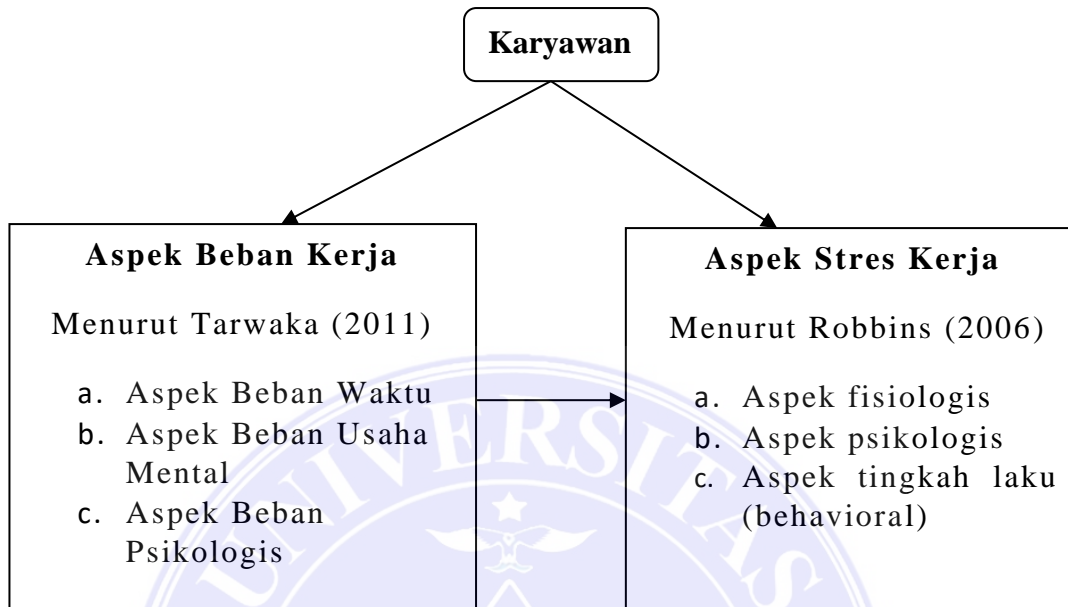 Karyawan
Aspek Beban Kerja
Menurut Tarwaka (2011)
a. Aspek Beban Waktu
b. Aspek Beban Usaha
Mental
c. Aspek Beban
Psikologis
Aspek Stres Kerja
Menurut Robbins (2006)
a. Aspek fisiologis
b. Aspek psikologis
c. Aspek tingkah laku
(behavioral)
UNIVERSITAS